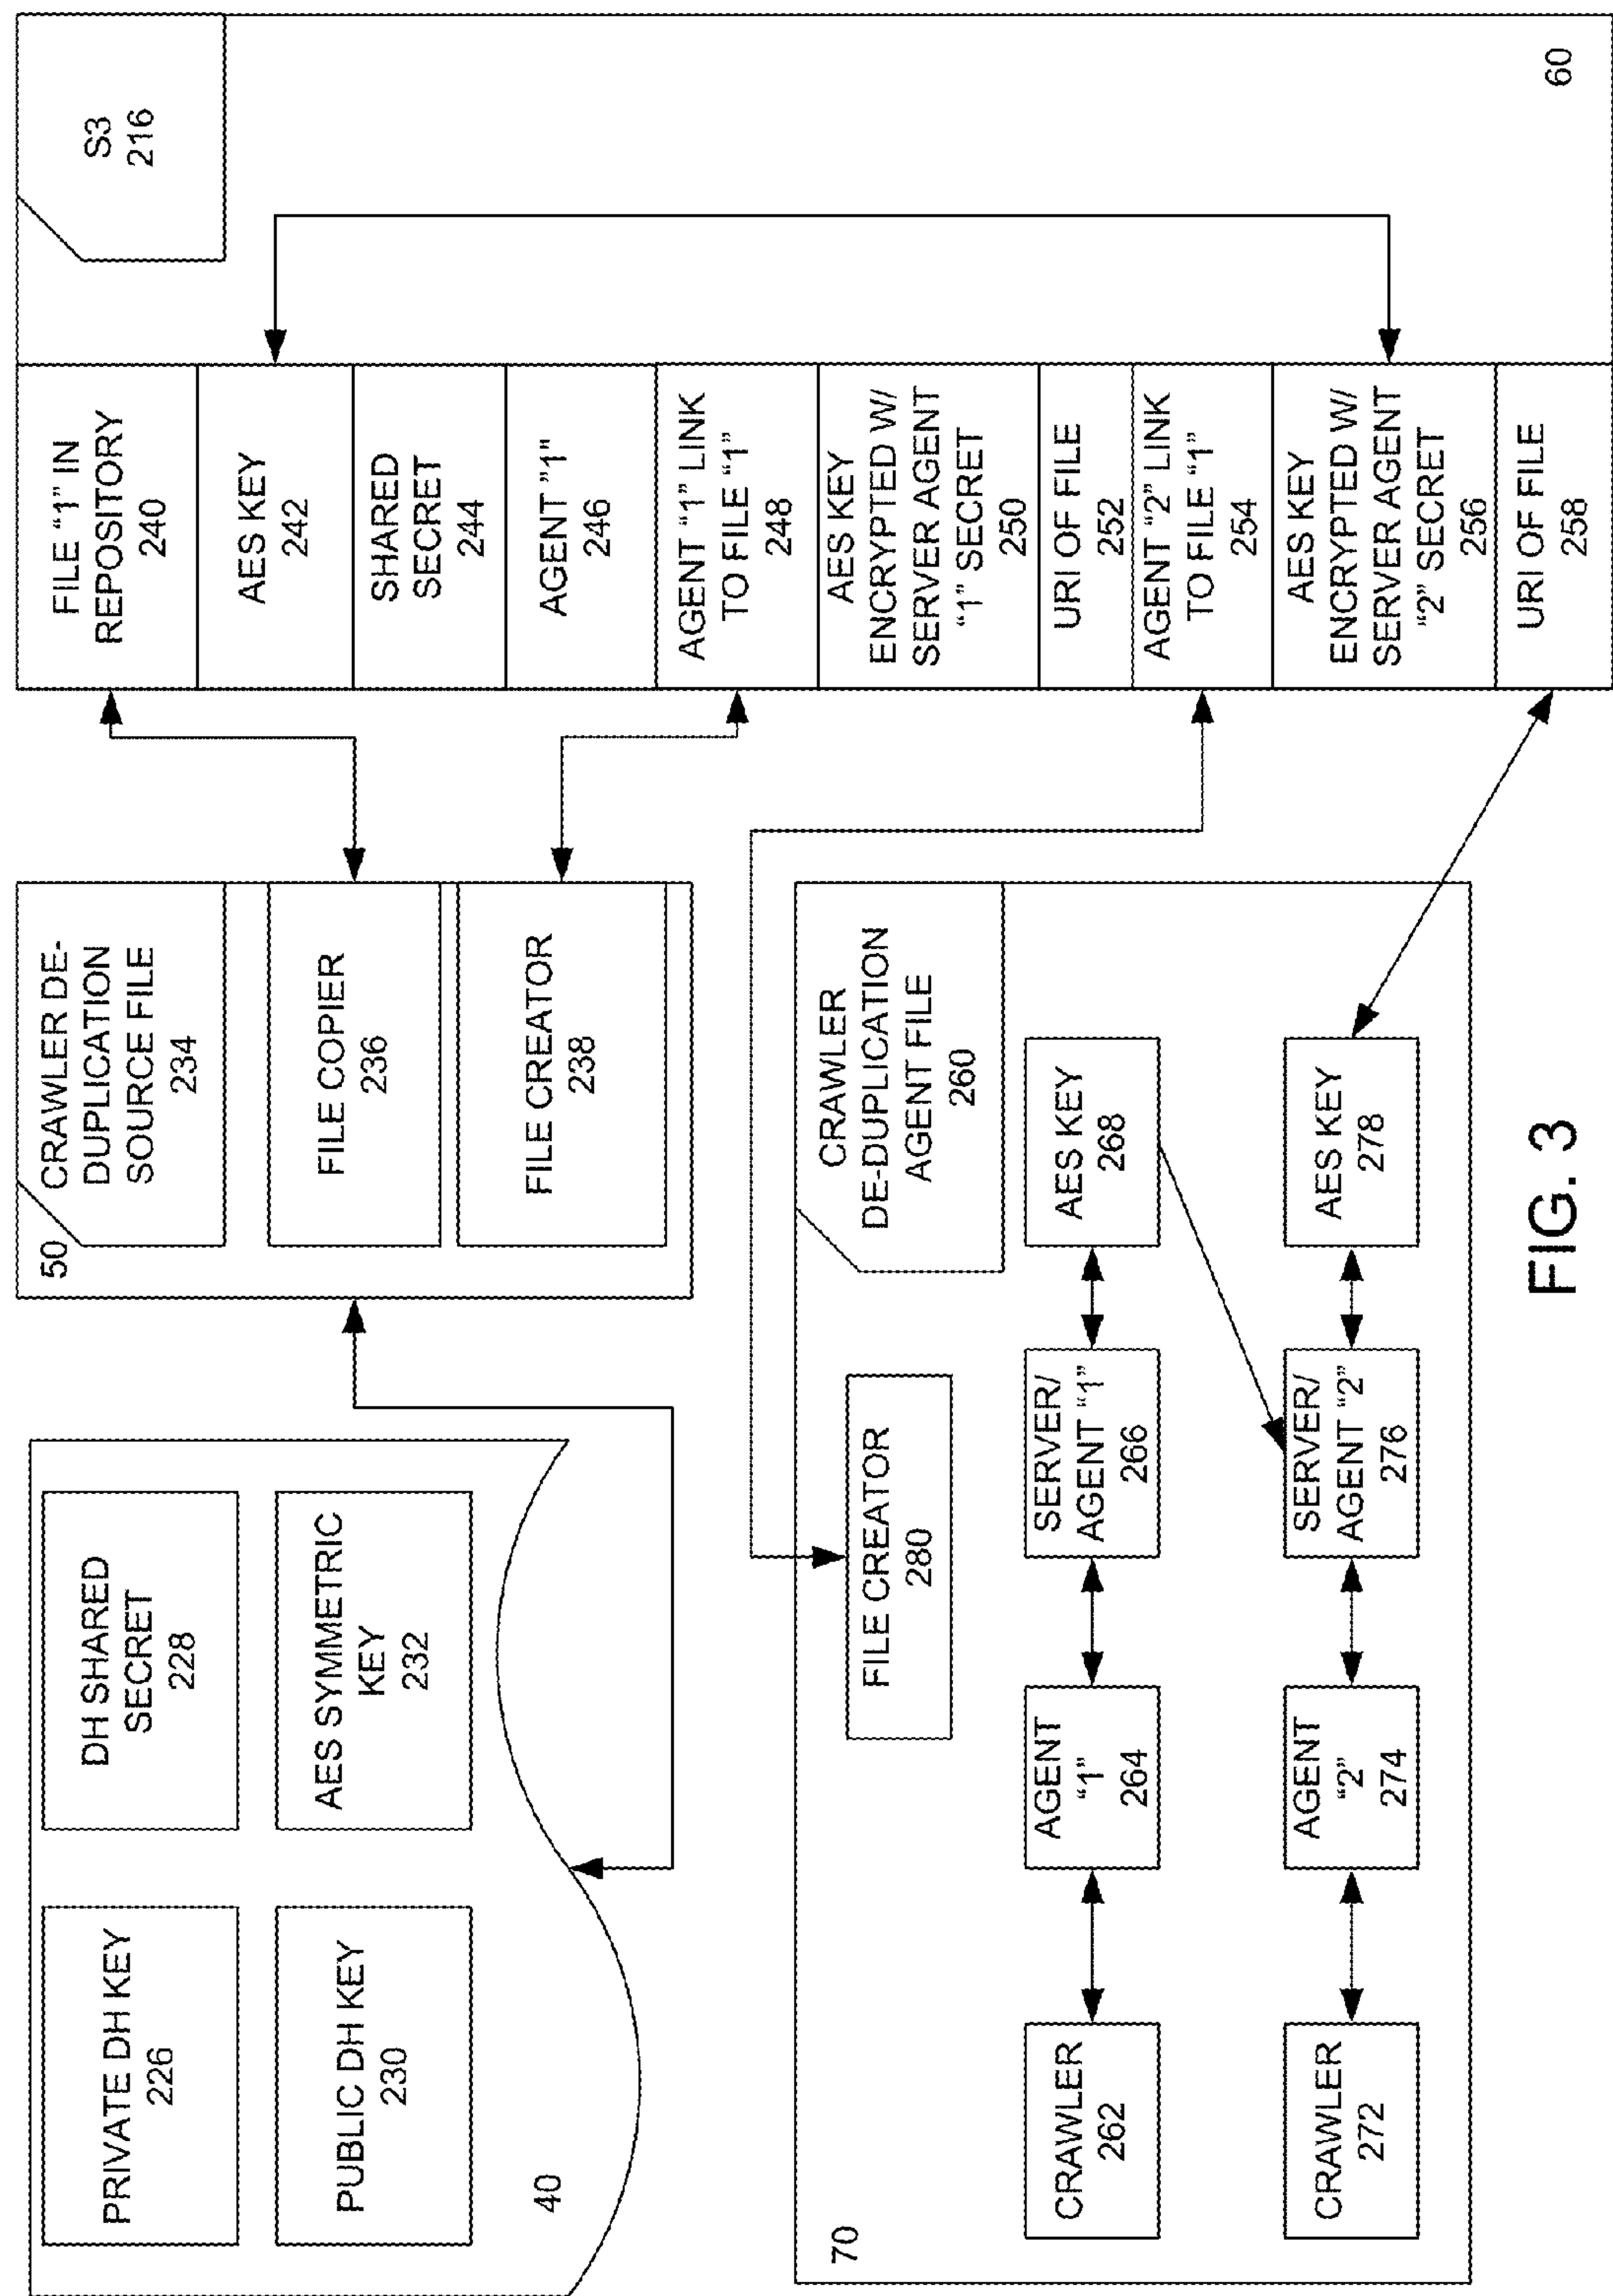 PRIVATE DH KEY
226
DH SHARED
SECRET
228
PUBLIC DH KEY
230
AES SYMMETRIC
KEY
232
40
50
CRAWLER DE-
DUPLICATION
SOURCE FILE
234
FILE COPIER
236
FILE CREATOR
238
S3
216
FILE “1” IN
REPOSITORY
240
AES KEY
242
SHARED
SECRET
244
AGENT "1"
246
AGENT “1” LINK
TO FILE “1”
248
AES KEY
ENCRYPTED W/
SERVER AGENT
“1” SECRET
250
URI OF FILE
252
AGENT “2” LINK
TO FILE “1”
254
AES KEY
ENCRYPTED W/
SERVER AGENT
“2” SECRET
256
URI OF FILE
258
60
70
FILE CREATOR
280
CRAWLER
DE-DUPLICATION
AGENT FILE
260
CRAWLER
262
AGENT
“1”
264
SERVER/
AGENT “1”
266
AES KEY
268
CRAWLER
272
AGENT
“2”
274
SERVER/
AGENT “2”
276
AES KEY
278
FIG. 3